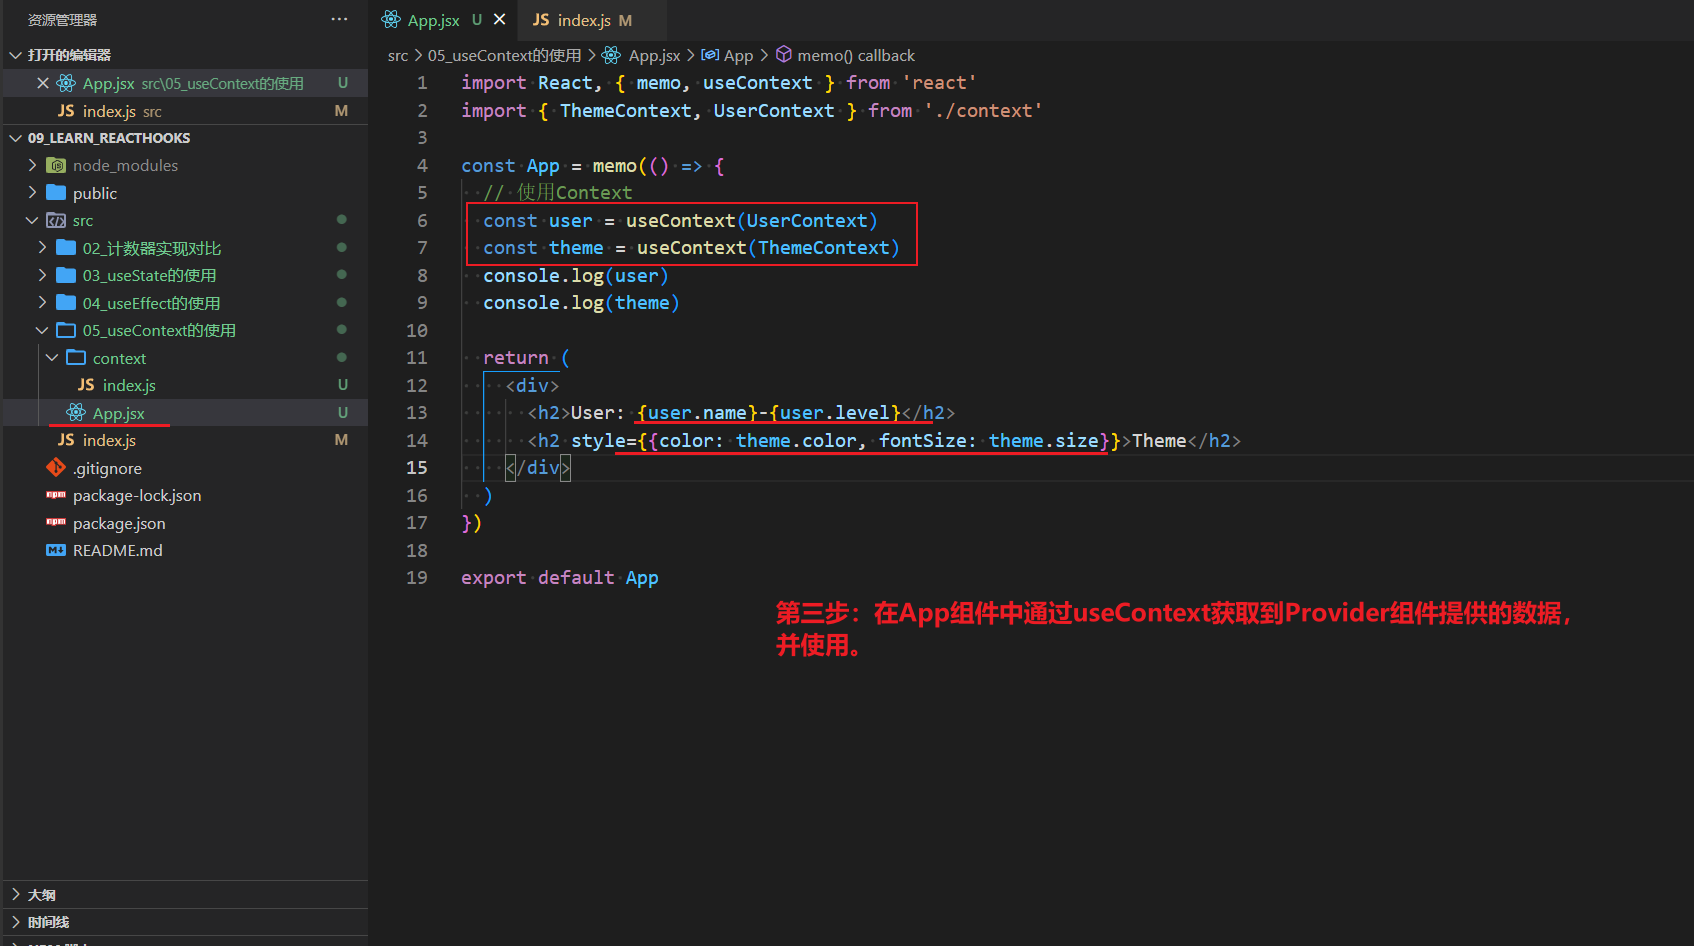 资源管理器
打开的编辑器
App.jsx src\05_useContext的使用 U
index.js src M
09_LEARN_REACTHOOKS
node_modules
public
src
02_计数器实现对比
03_useState的使用
04_useEffect的使用
05_useContext的使用
context
JS index.js U
App.jsx U
JS index.js M
.gitignore
package-lock.json
package.json
README.md
大纲
时间线
App.jsx U
JS index.js M
src > 05_useContext的使用 > App.jsx > App > memo() callback
1 import React, { memo, useContext } from 'react'
2 import { ThemeContext, UserContext } from './context'
3
4 const App = memo(() => {
5 // 使用Context
6 const user = useContext(UserContext)
7 const theme = useContext(ThemeContext)
8 console.log(user)
9 console.log(theme)
10
11 return (
12 <div>
13 <h2>User: {user.name}-{user.level}</h2>
14 <h2 style={{color: theme.color, fontSize: theme.size}}>Theme</h2>
15 </div>
16 )
17 })
18
19 export default App
第三步：在App组件中通过useContext获取到Provider组件提供的数据，
并使用。